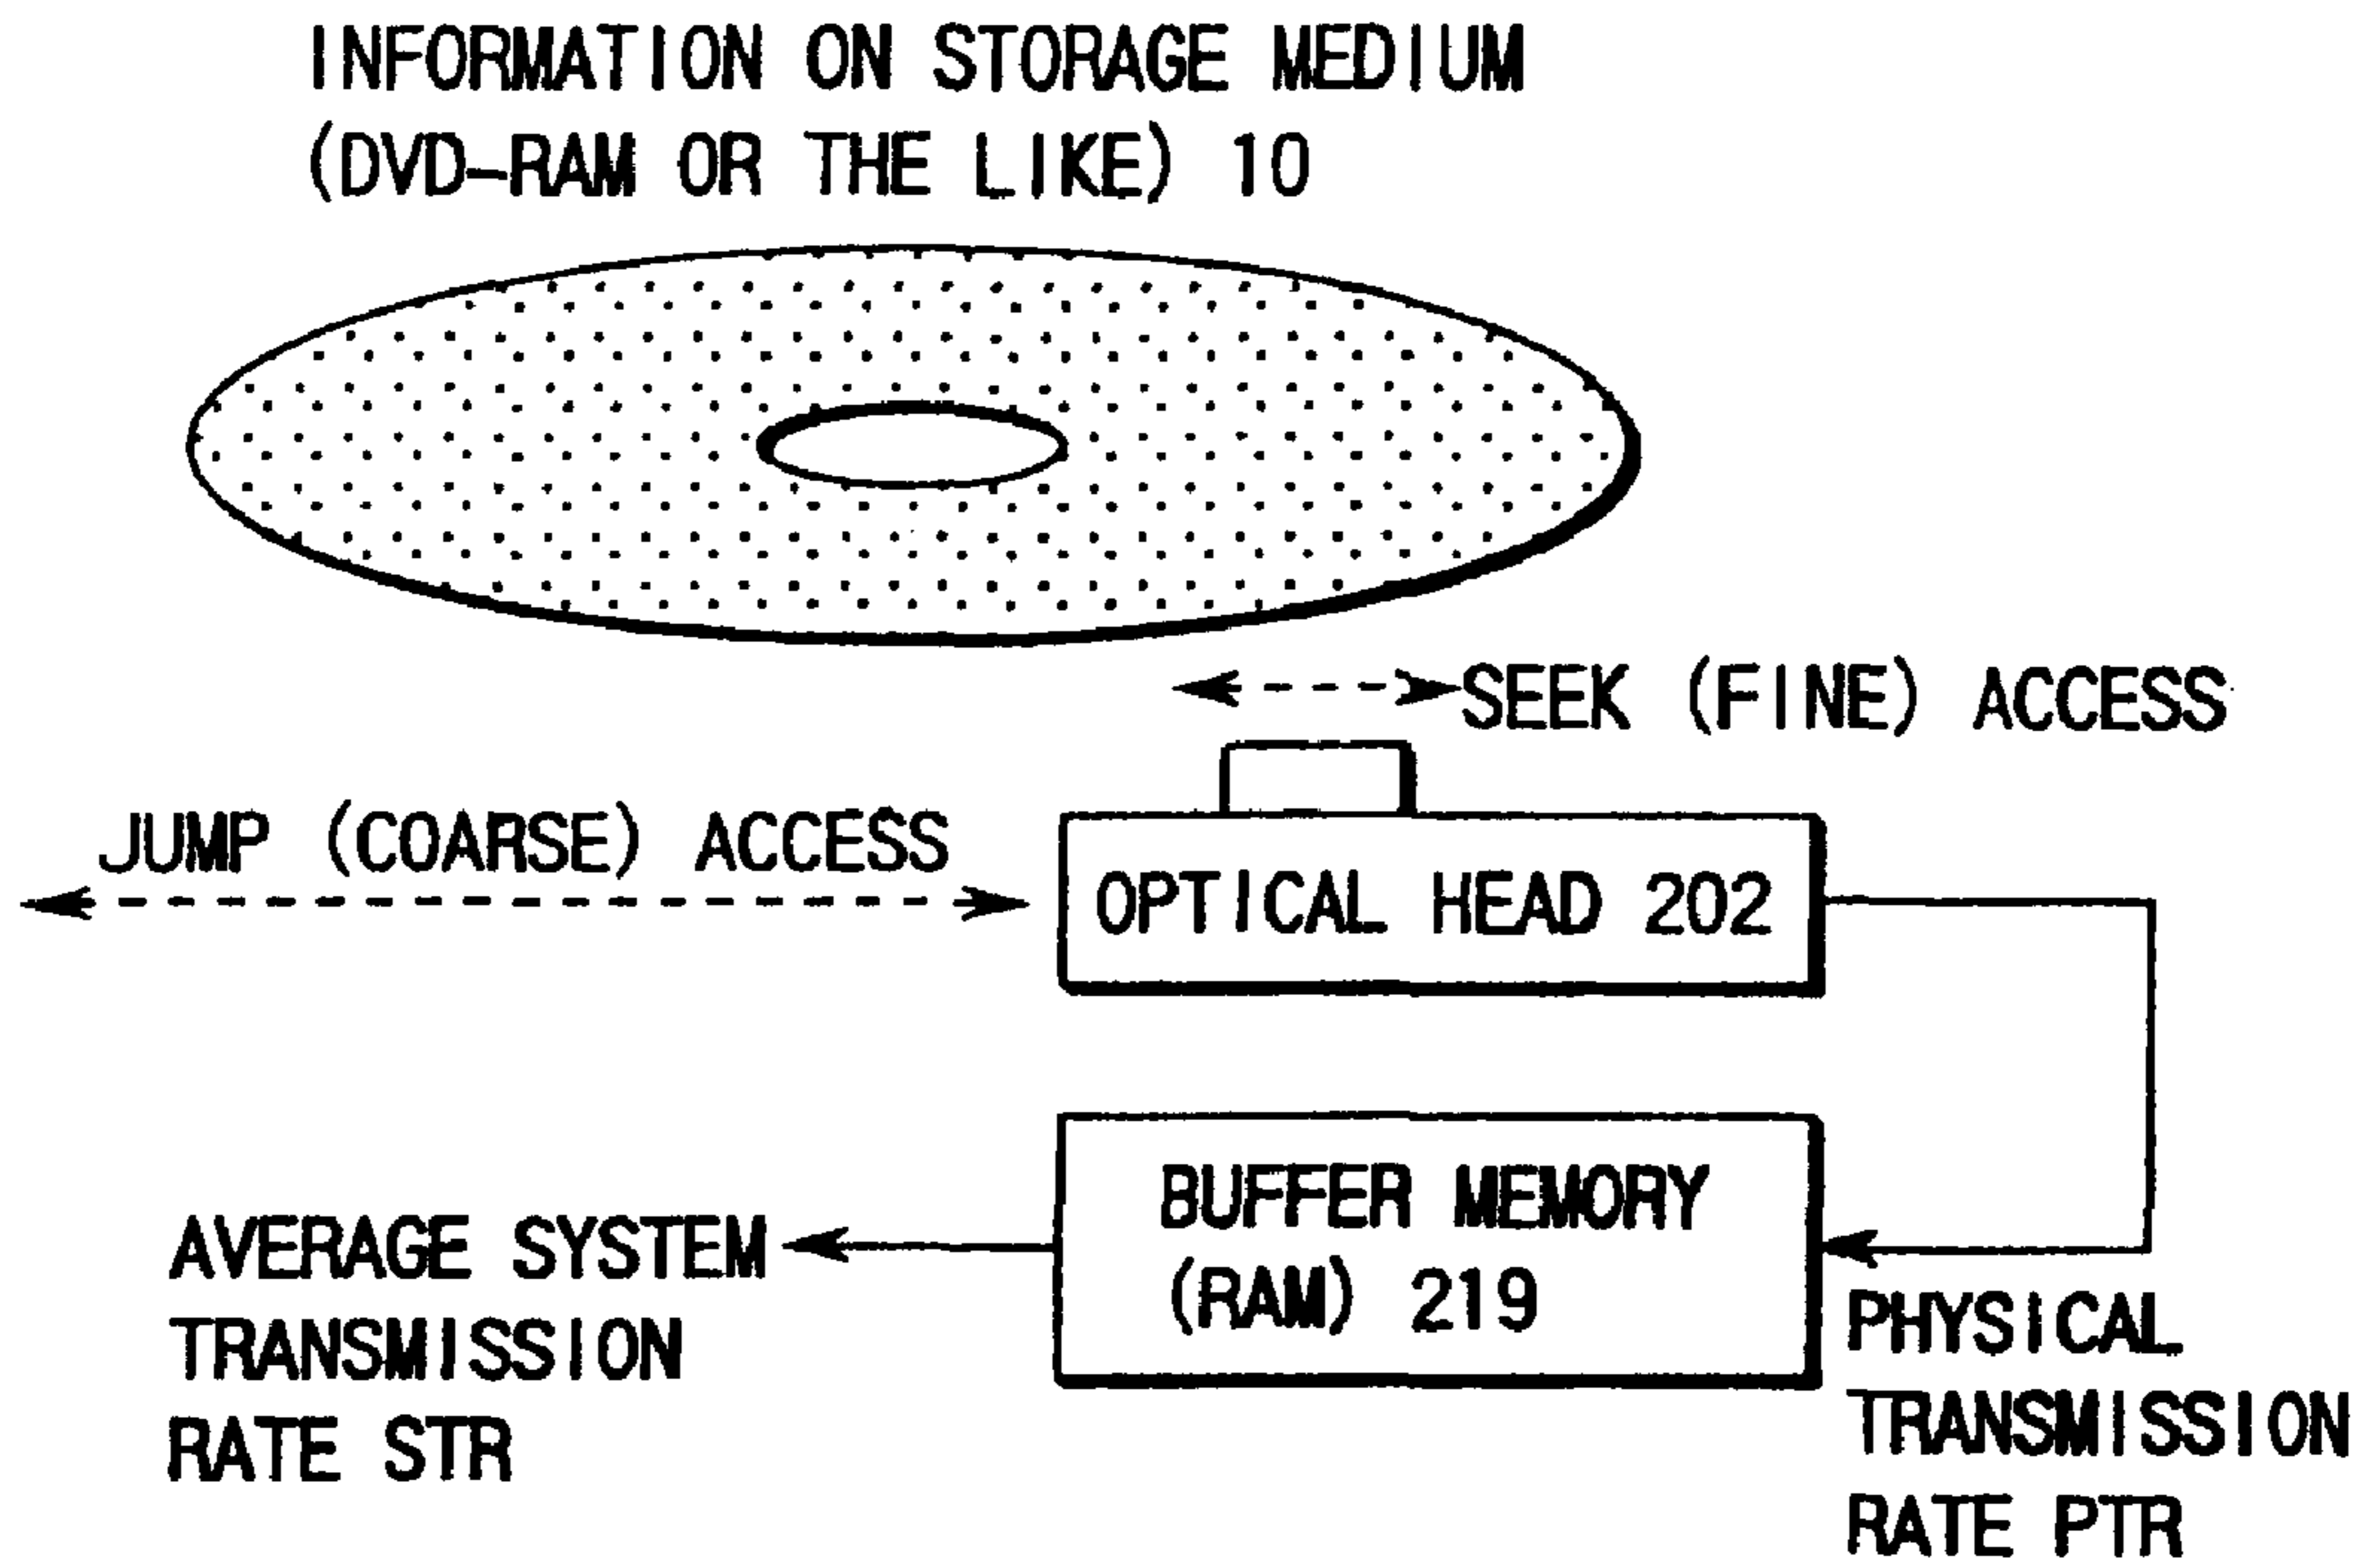 INFORMATION ON STORAGE MEDIUM
(DVD-RAM OR THE LIKE) 10
SEEK (FINE) ACCESS
JUMP (COARSE) ACCESS
OPTICAL HEAD 202
BUFFER MEMORY
(RAM) 219
AVERAGE SYSTEM
TRANSMISSION
RATE STR
PHYSICAL
TRANSMISSION
RATE PTR